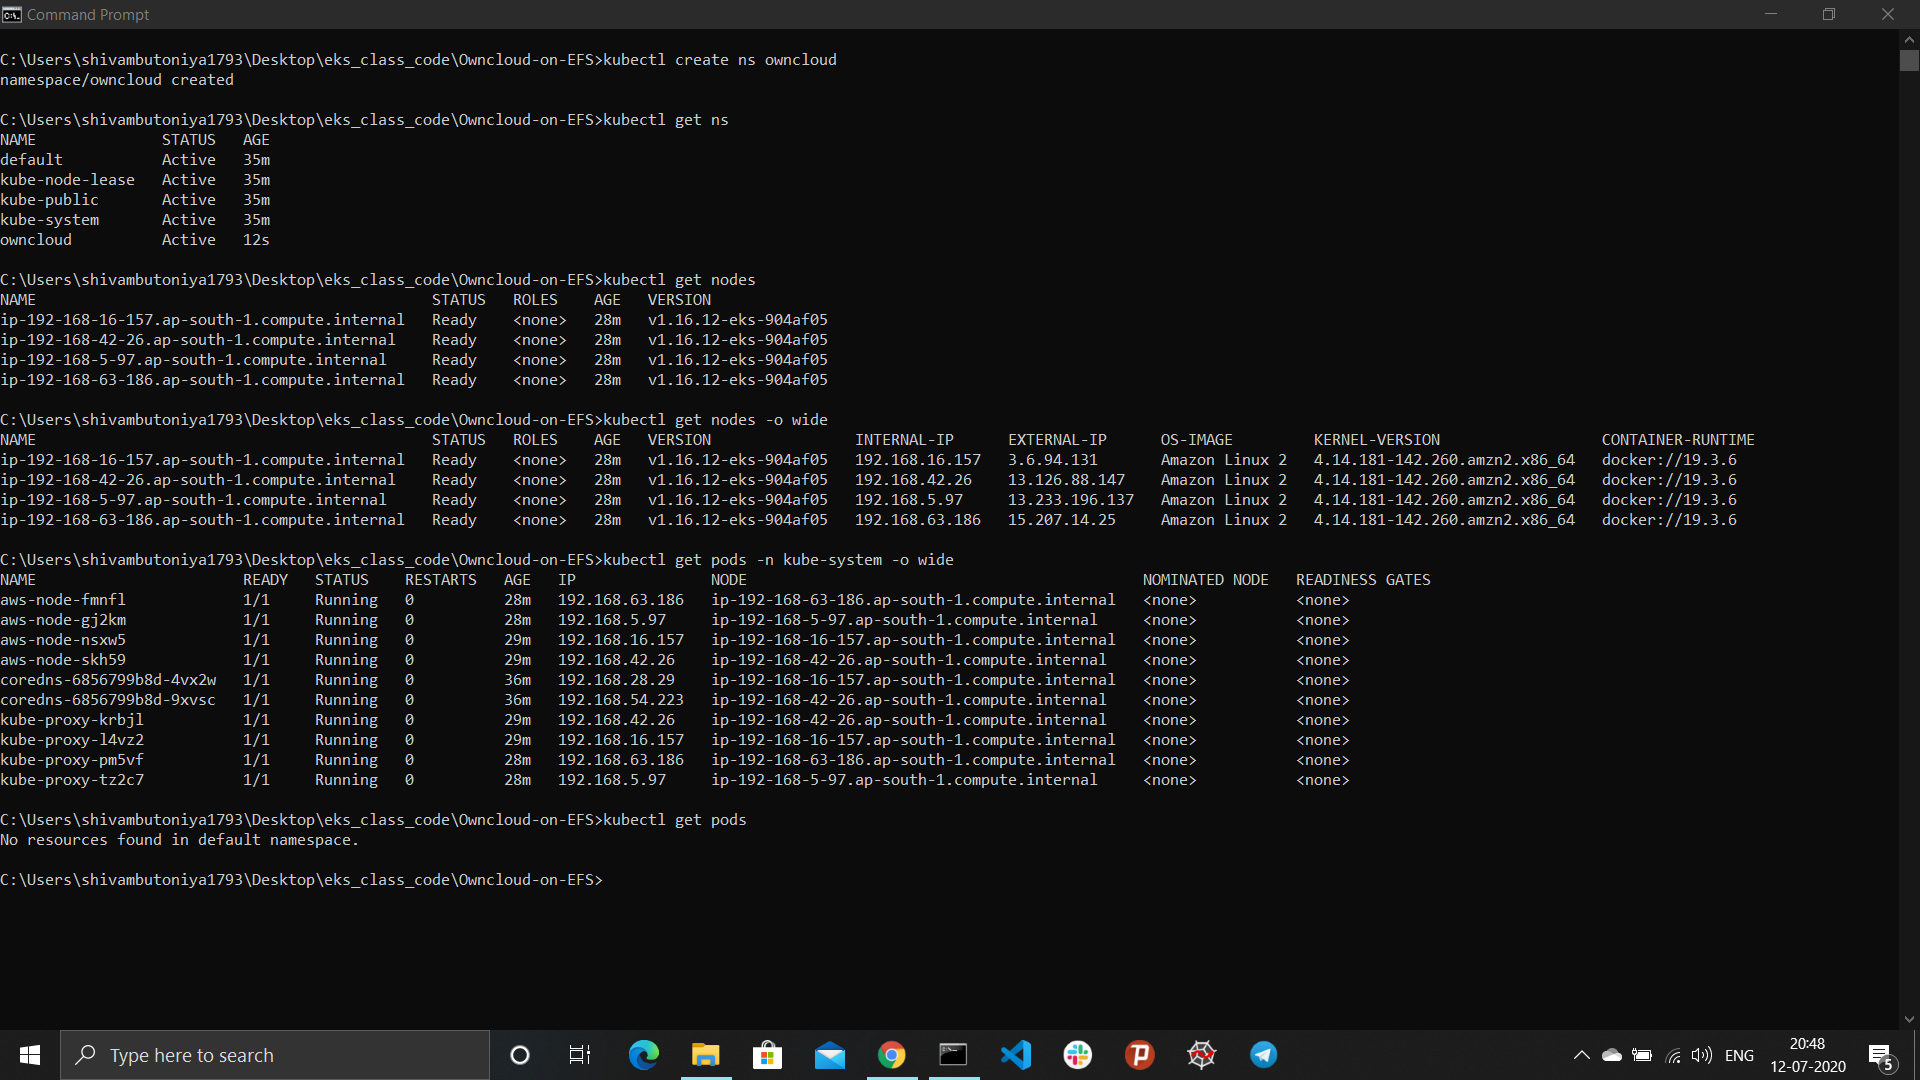 Command Prompt
C:\Users\shivambutoniya1793\Desktop\eks_class_code\Owncloud-on-EFS>kubectl create ns owncloud
namespace/owncloud created
C:\Users\shivambutoniya1793\Desktop\eks_class_code\Owncloud-on-EFS>kubectl get ns
NAME              STATUS   AGE
default           Active   35m
kube-node-lease   Active   35m
kube-public       Active   35m
kube-system       Active   35m
owncloud          Active   12s
C:\Users\shivambutoniya1793\Desktop\eks_class_code\Owncloud-on-EFS>kubectl get nodes
NAME                                            STATUS   ROLES    AGE   VERSION
ip-192-168-16-157.ap-south-1.compute.internal   Ready    <none>   28m   v1.16.12-eks-904af05
ip-192-168-42-26.ap-south-1.compute.internal    Ready    <none>   28m   v1.16.12-eks-904af05
ip-192-168-5-97.ap-south-1.compute.internal     Ready    <none>   28m   v1.16.12-eks-904af05
ip-192-168-63-186.ap-south-1.compute.internal   Ready    <none>   28m   v1.16.12-eks-904af05
C:\Users\shivambutoniya1793\Desktop\eks_class_code\Owncloud-on-EFS>kubectl get nodes -o wide
NAME                                            STATUS   ROLES    AGE   VERSION                INTERNAL-IP      EXTERNAL-IP      OS-IMAGE         KERNEL-VERSION                  CONTAINER-RUNTIME
ip-192-168-16-157.ap-south-1.compute.internal   Ready    <none>   28m   v1.16.12-eks-904af05   192.168.16.157   3.6.94.131       Amazon Linux 2   4.14.181-142.260.amzn2.x86_64   docker://19.3.6
ip-192-168-42-26.ap-south-1.compute.internal    Ready    <none>   28m   v1.16.12-eks-904af05   192.168.42.26    13.126.88.147    Amazon Linux 2   4.14.181-142.260.amzn2.x86_64   docker://19.3.6
ip-192-168-5-97.ap-south-1.compute.internal     Ready    <none>   28m   v1.16.12-eks-904af05   192.168.5.97     13.233.196.137   Amazon Linux 2   4.14.181-142.260.amzn2.x86_64   docker://19.3.6
ip-192-168-63-186.ap-south-1.compute.internal   Ready    <none>   28m   v1.16.12-eks-904af05   192.168.63.186   15.207.14.25     Amazon Linux 2   4.14.181-142.260.amzn2.x86_64   docker://19.3.6
C:\Users\shivambutoniya1793\Desktop\eks_class_code\Owncloud-on-EFS>kubectl get pods -n kube-system -o wide
NAME                       READY   STATUS    RESTARTS   AGE   IP               NODE                                            NOMINATED NODE   READINESS GATES
aws-node-fmnfl             1/1     Running   0          28m   192.168.63.186   ip-192-168-63-186.ap-south-1.compute.internal   <none>           <none>
aws-node-gj2km             1/1     Running   0          28m   192.168.5.97     ip-192-168-5-97.ap-south-1.compute.internal     <none>           <none>
aws-node-nsxw5             1/1     Running   0          29m   192.168.16.157   ip-192-168-16-157.ap-south-1.compute.internal   <none>           <none>
aws-node-skh59             1/1     Running   0          29m   192.168.42.26    ip-192-168-42-26.ap-south-1.compute.internal    <none>           <none>
coredns-6856799b8d-4vx2w   1/1     Running   0          36m   192.168.28.29    ip-192-168-16-157.ap-south-1.compute.internal   <none>           <none>
coredns-6856799b8d-9xvsc   1/1     Running   0          36m   192.168.54.223   ip-192-168-42-26.ap-south-1.compute.internal    <none>           <none>
kube-proxy-krbjl           1/1     Running   0          29m   192.168.42.26    ip-192-168-42-26.ap-south-1.compute.internal    <none>           <none>
kube-proxy-l4vz2           1/1     Running   0          29m   192.168.16.157   ip-192-168-16-157.ap-south-1.compute.internal   <none>           <none>
kube-proxy-pm5vf           1/1     Running   0          28m   192.168.63.186   ip-192-168-63-186.ap-south-1.compute.internal   <none>           <none>
kube-proxy-tz2c7           1/1     Running   0          28m   192.168.5.97     ip-192-168-5-97.ap-south-1.compute.internal     <none>           <none>
C:\Users\shivambutoniya1793\Desktop\eks_class_code\Owncloud-on-EFS>kubectl get pods
No resources found in default namespace.
C:\Users\shivambutoniya1793\Desktop\eks_class_code\Owncloud-on-EFS>
Type here to search
ENG
20:48
12-07-2020
5